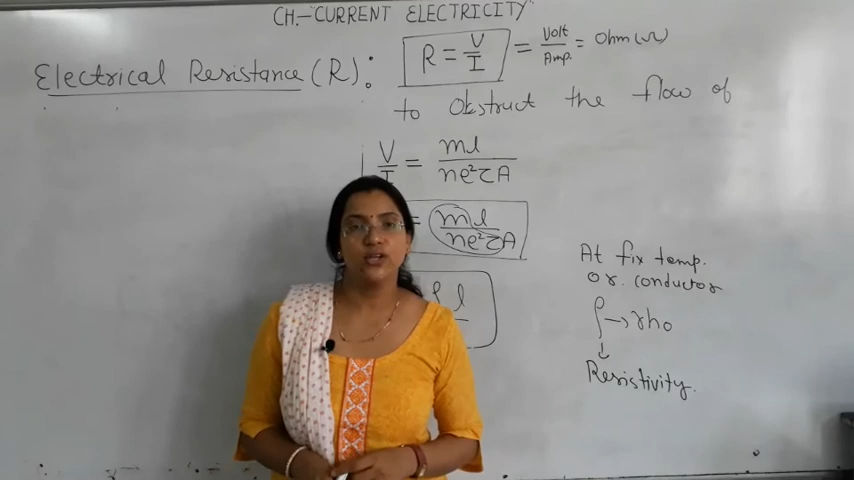 CH.-"CURRENT ELECTRICITY"
Electrical Resistance (R): R = V/I = Volt/Amp. = Ohm (Ω)
to Obstruct the flow of
V/I = ml/ne²τA
= ml/ne²τA
ρl
At fix temp.
or. conductor
ρ → rho
↓
Resistivity.